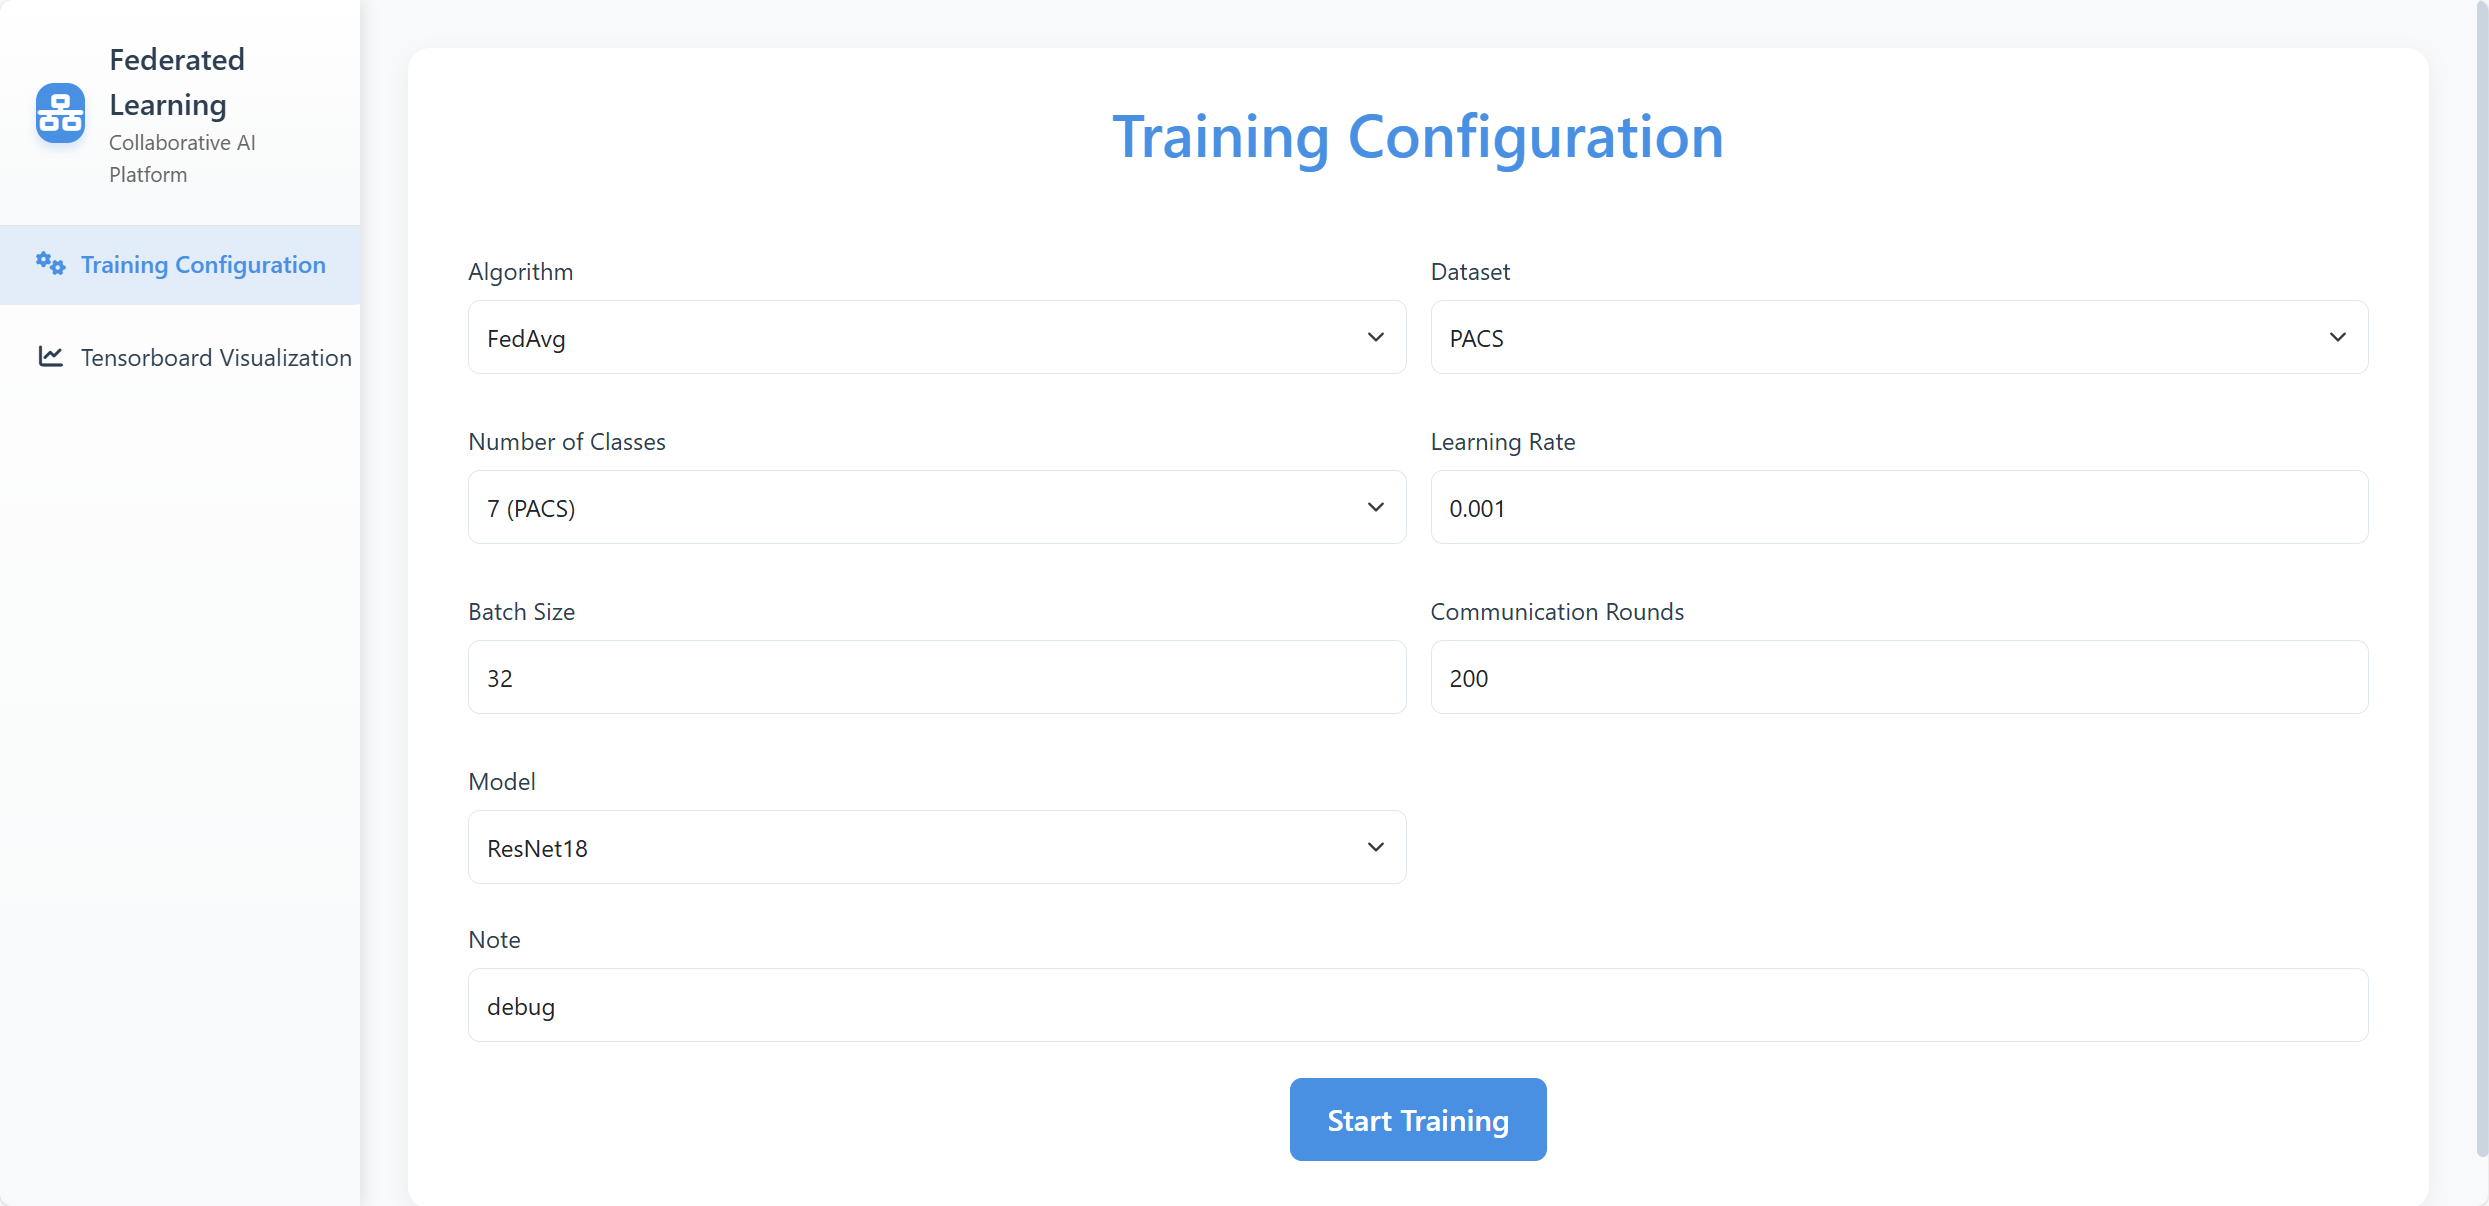 Federated
Learning
Collaborative AI
Platform
Training Configuration
Tensorboard Visualization
Training Configuration
Algorithm
FedAvg
Dataset
PACS
Number of Classes
7 (PACS)
Learning Rate
0.001
Batch Size
32
Communication Rounds
200
Model
ResNet18
Note
debug
Start Training